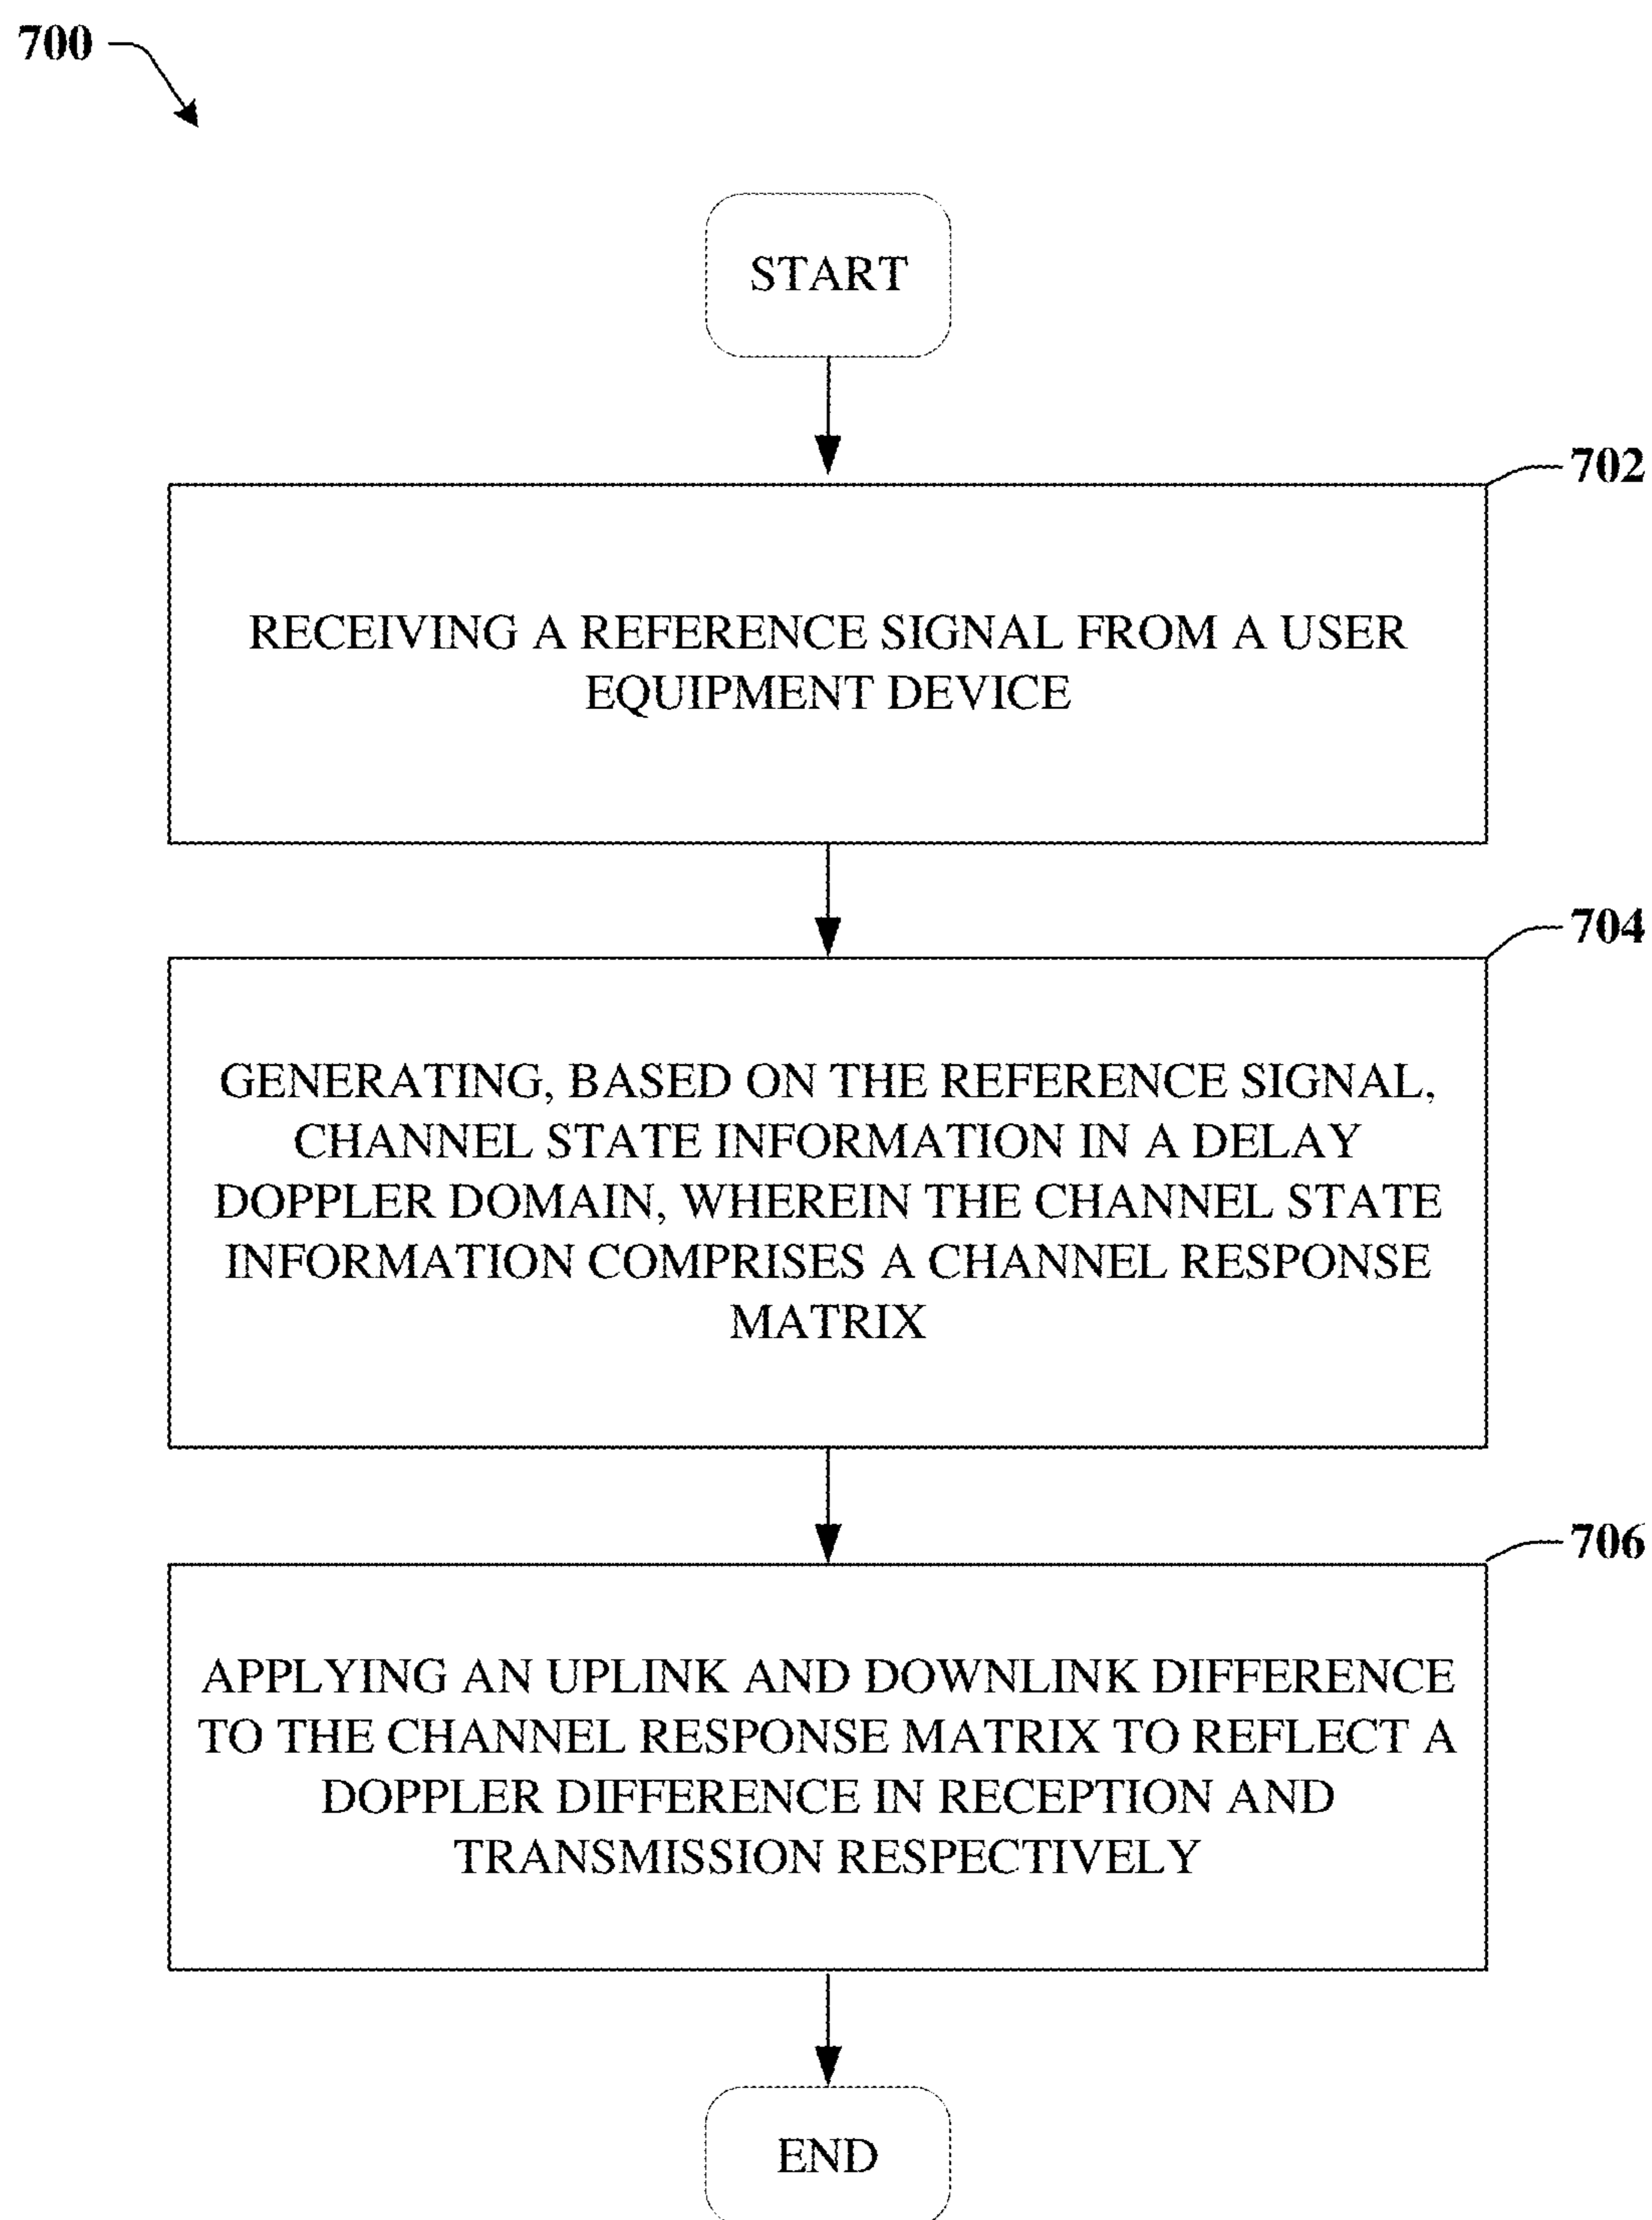 700
START
702
RECEIVING A REFERENCE SIGNAL FROM A USER
EQUIPMENT DEVICE
704
GENERATING, BASED ON THE REFERENCE SIGNAL,
CHANNEL STATE INFORMATION IN A DELAY
DOPPLER DOMAIN, WHEREIN THE CHANNEL STATE
INFORMATION COMPRISES A CHANNEL RESPONSE
MATRIX
706
APPLYING AN UPLINK AND DOWNLINK DIFFERENCE
TO THE CHANNEL RESPONSE MATRIX TO REFLECT A
DOPPLER DIFFERENCE IN RECEPTION AND
TRANSMISSION RESPECTIVELY
END